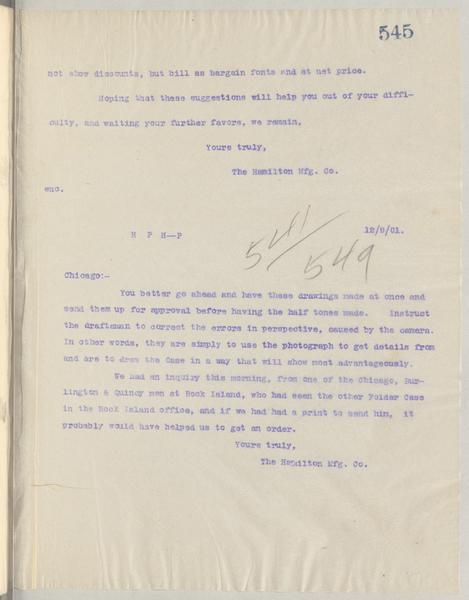 545
not show discounts, but bill as bargain fonts and at net price.
Hoping that these suggestions will help you out of your diffi-
culty, and waiting your further favors, we remain,
Yours truly,
The Hamilton Mfg. Co.
enc.
H P H—P 12/9/01.
541/549
Chicago:-
You better go ahead and have these drawings made at once and
send them up for approval before having the half tones made. Instruct
the draftsman to correct the errors in perspective, caused by the camera.
In other words, they are simply to use the photograph to get details from
and are to draw the Case in a way that will show most advantageously.
We had an inquiry this morning, from one of the Chicago, Bur-
lington & Quincy men at Rock Island, who had seen the other Folder Case
in the Rock Island office, and if we had had a print to send him, it
probably would have helped us to get an order.
Yours truly,
The Hamilton Mfg. Co.